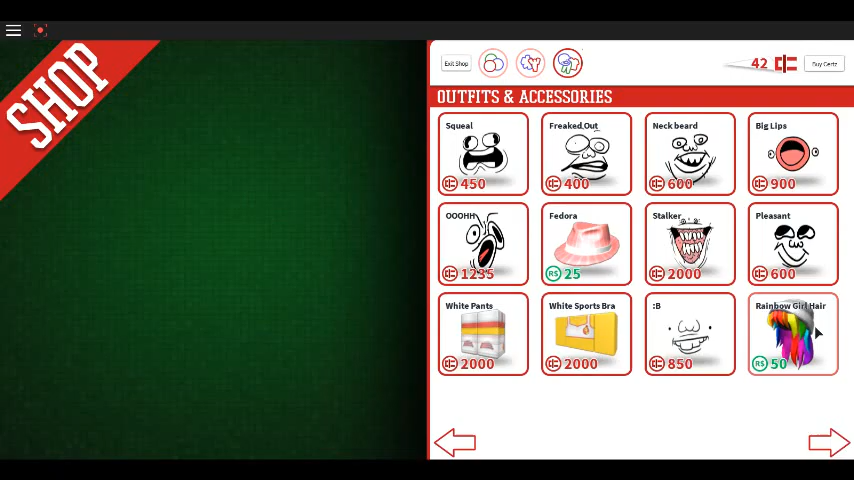 SHOP
Exit Shop
42
Buy Certz
OUTFITS & ACCESSORIES
Squeal
450
Freaked Out
400
Neck beard
600
Big Lips
900
OOOHH
1235
Fedora
R$ 25
Stalker
2000
Pleasant
600
White Pants
2000
White Sports Bra
2000
:B
850
Rainbow Girl Hair
R$ 50